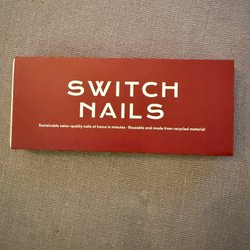 SWITCH
NAILS
Sustainable salon-quality nails at home in minutes · Reusable and made from recycled material